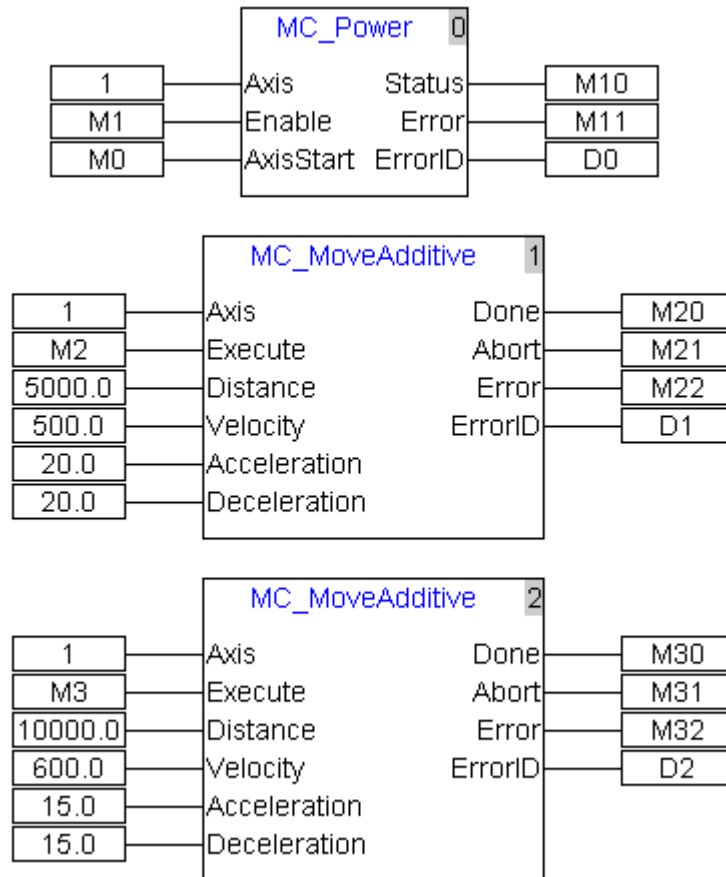 MC_Power 0
1 Axis Status M10
M1 Enable Error M11
M0 AxisStart ErrorID D0
MC_MoveAdditive 1
1 Axis Done M20
M2 Execute Abort M21
5000.0 Distance Error M22
500.0 Velocity ErrorID D1
20.0 Acceleration
20.0 Deceleration
MC_MoveAdditive 2
1 Axis Done M30
M3 Execute Abort M31
10000.0 Distance Error M32
600.0 Velocity ErrorID D2
15.0 Acceleration
15.0 Deceleration